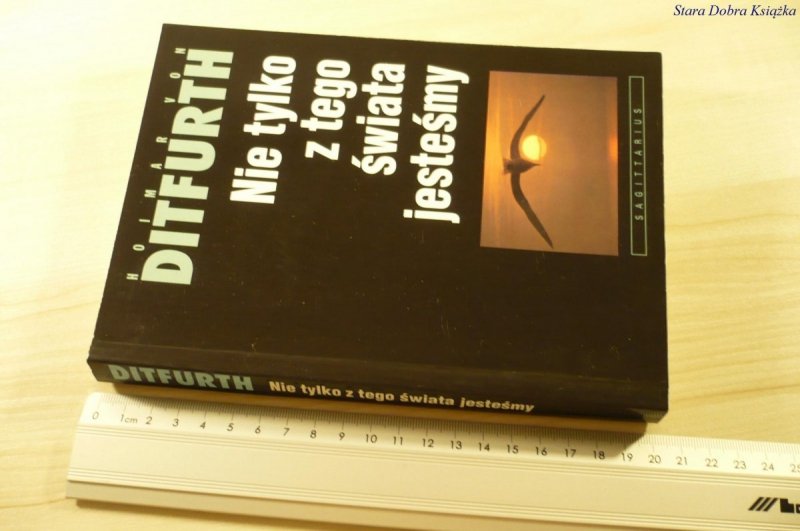 Stara Dobra Książka
HOIMAR VON
DITFURTH
Nie tylko
z tego
świata
jesteśmy
SAGITTARIUS
DITFURTH Nie tylko z tego świata jesteśmy
0 1cm 2 3 4 5 6 7 8 9 10 11 12 13 14 15 16 17 18 19 20 21 22 23 24 25